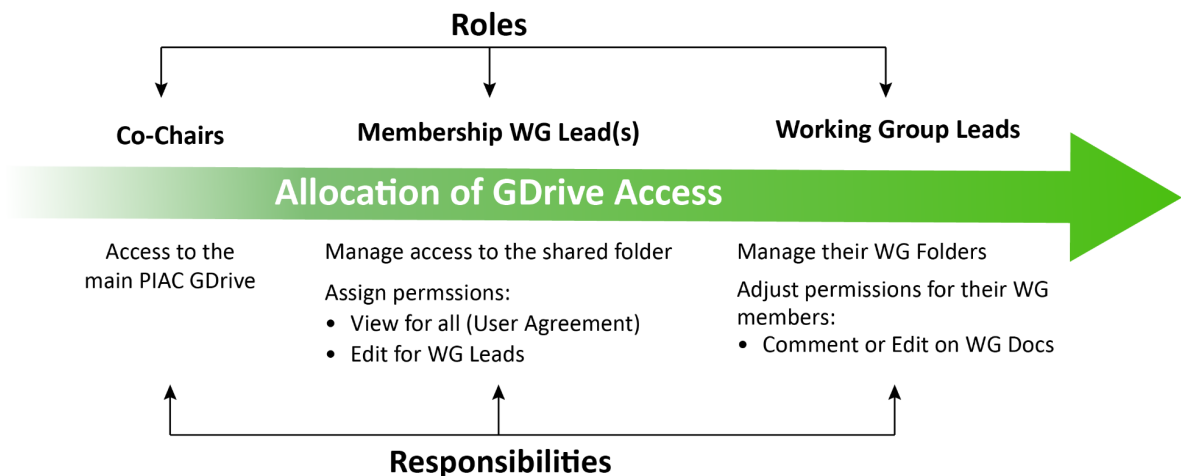 Roles
Co-Chairs
Membership WG Lead(s)
Working Group Leads
Allocation of GDrive Access
Access to the
main PIAC GDrive
Manage access to the shared folder
Assign permssions:
• View for all (User Agreement)
• Edit for WG Leads
Manage their WG Folders
Adjust permissions for their WG
members:
• Comment or Edit on WG Docs
Responsibilities